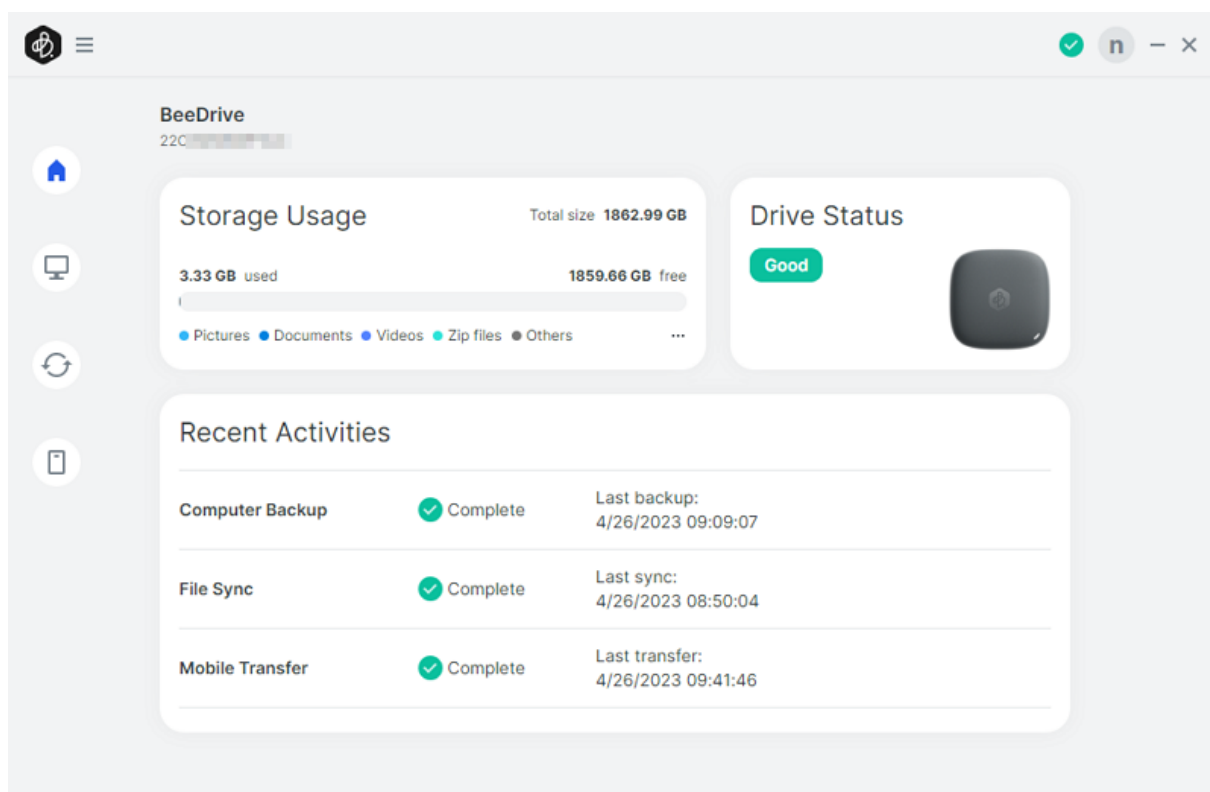 n
BeeDrive
22C
Storage Usage
Total size 1862.99 GB
3.33 GB used
1859.66 GB free
Pictures Documents Videos Zip files Others
Drive Status
Good
Recent Activities
Computer Backup
Complete
Last backup:
4/26/2023 09:09:07
File Sync
Complete
Last sync:
4/26/2023 08:50:04
Mobile Transfer
Complete
Last transfer:
4/26/2023 09:41:46